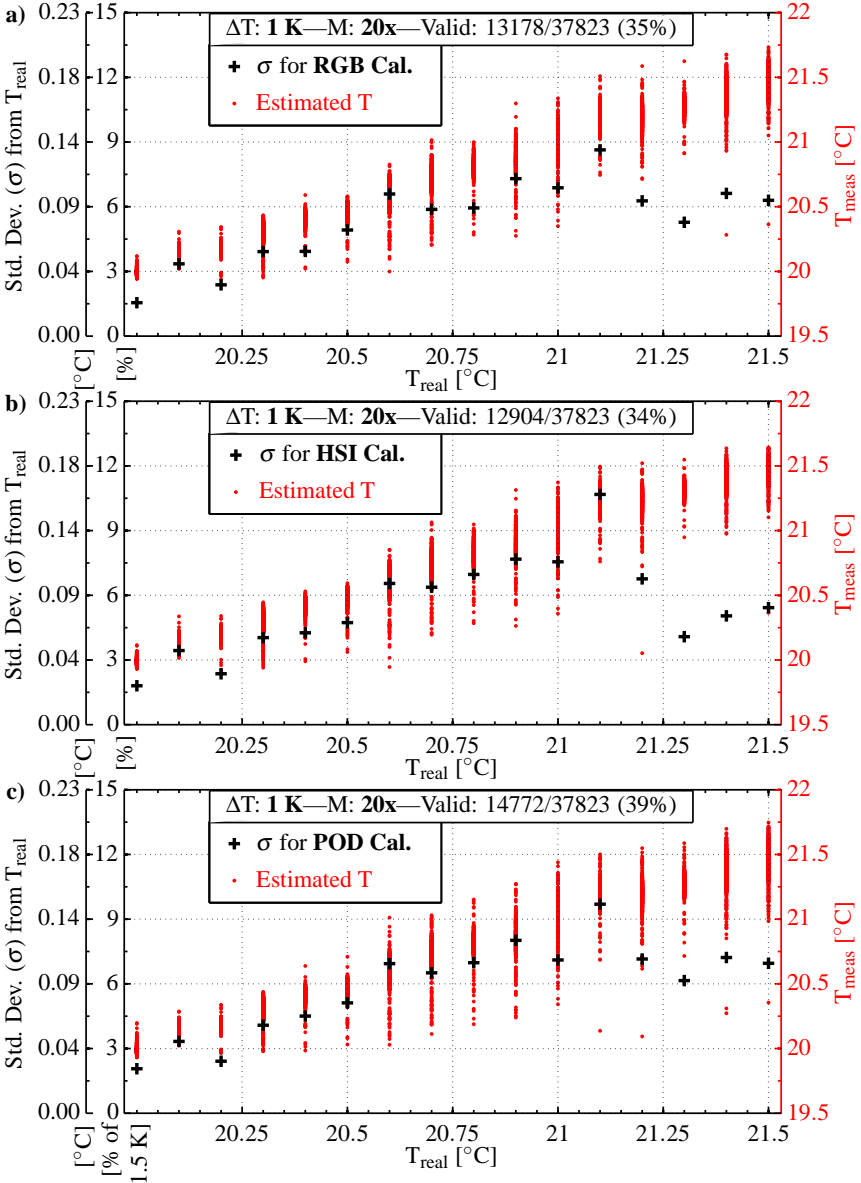 a)
ΔT: 1 K—M: 20x—Valid: 13178/37823 (35%)
σ for RGB Cal.
Estimated T
Std. Dev. (σ) from T_real
0.23
0.18
0.14
0.09
0.04
0.00
[°C]
15
12
9
6
3
0
[%]
20.25
20.5
20.75
21
21.25
21.5
T_real [°C]
22
21.5
21
20.5
20
19.5
T_meas [°C]
b)
ΔT: 1 K—M: 20x—Valid: 12904/37823 (34%)
σ for HSI Cal.
Estimated T
Std. Dev. (σ) from T_real
0.23
0.18
0.14
0.09
0.04
0.00
[°C]
15
12
9
6
3
0
[%]
20.25
20.5
20.75
21
21.25
21.5
T_real [°C]
22
21.5
21
20.5
20
19.5
T_meas [°C]
c)
ΔT: 1 K—M: 20x—Valid: 14772/37823 (39%)
σ for POD Cal.
Estimated T
Std. Dev. (σ) from T_real
0.23
0.18
0.14
0.09
0.04
0.00
[°C]
15
12
9
6
3
0
[% of
1.5 K]
20.25
20.5
20.75
21
21.25
21.5
T_real [°C]
22
21.5
21
20.5
20
19.5
T_meas [°C]